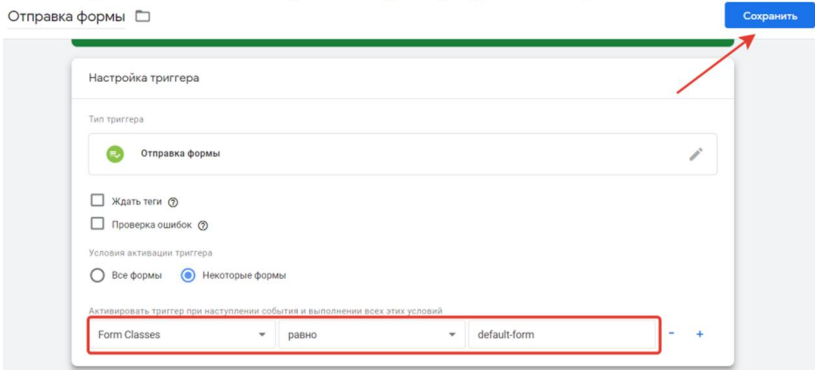 Отправка формы
Сохранить
Настройка триггера
Тип триггера
Отправка формы
Ждать теги
Проверка ошибок
Условия активации триггера
Все формы Некоторые формы
Активировать триггер при наступлении события и выполнении всех этих условий
Form Classes равно default-form - +